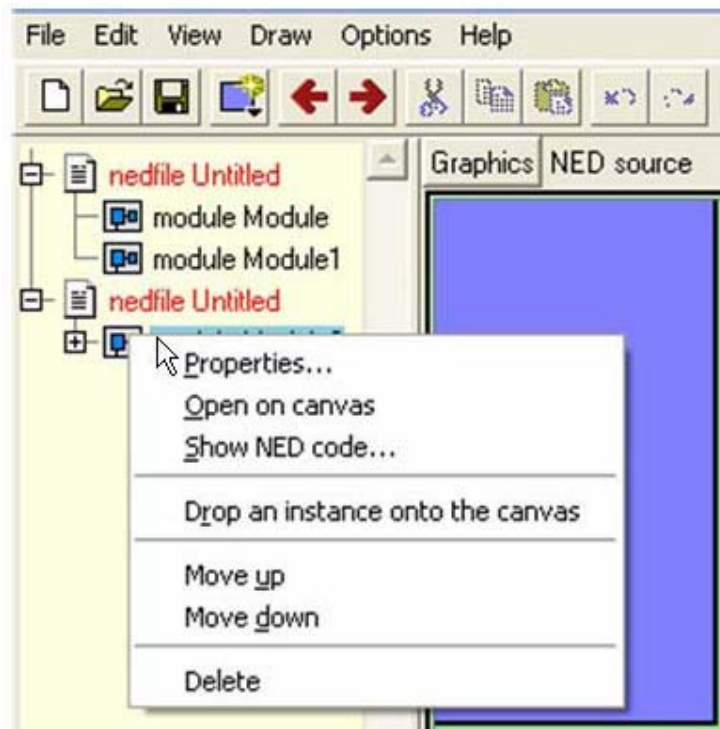 File Edit View Draw Options Help
Graphics NED source
nedfile Untitled
module Module
module Module1
nedfile Untitled
Properties...
Open on canvas
Show NED code...
Drop an instance onto the canvas
Move up
Move down
Delete